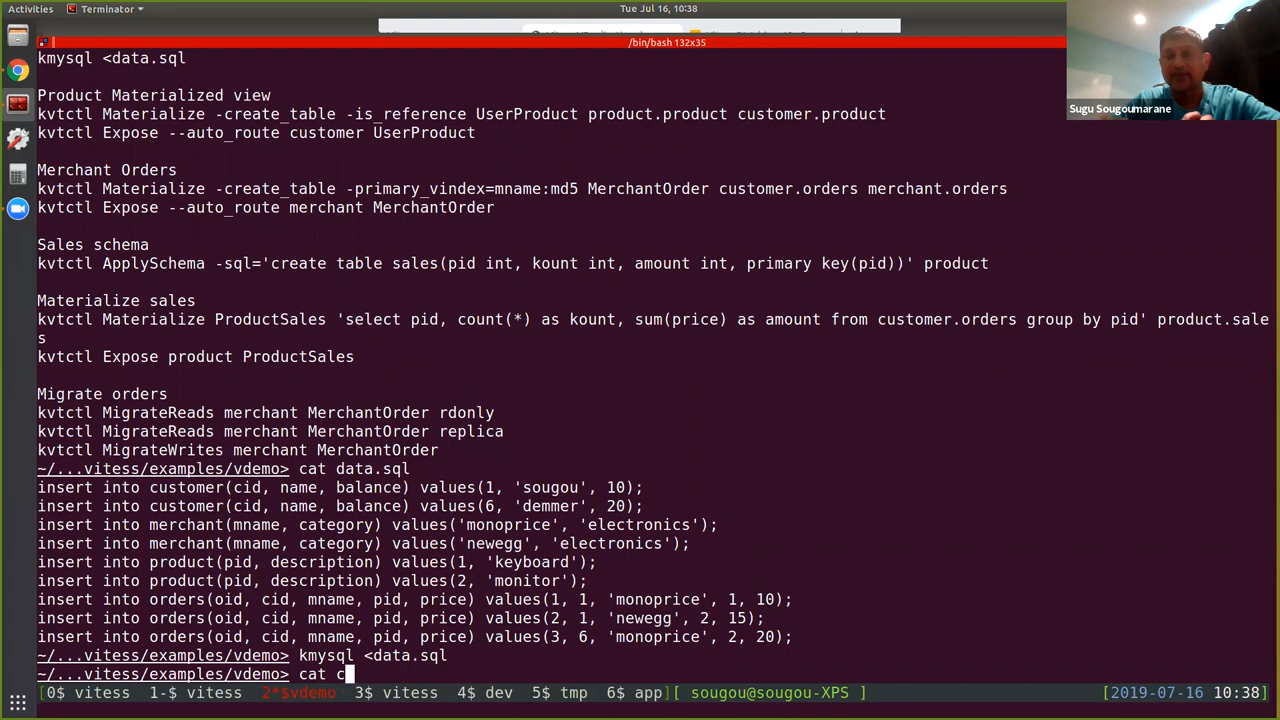 Activities
Terminator
Tue Jul 16, 10:38
/bin/bash 132x35
Sugu Sougoumarane
kmysql <data.sql
Product Materialized view
kvtctl Materialize -create_table -is_reference UserProduct product.product customer.product
kvtctl Expose --auto_route customer UserProduct
Merchant Orders
kvtctl Materialize -create_table -primary_vindex=mname:md5 MerchantOrder customer.orders merchant.orders
kvtctl Expose --auto_route merchant MerchantOrder
Sales schema
kvtctl ApplySchema -sql='create table sales(pid int, kount int, amount int, primary key(pid))' product
Materialize sales
kvtctl Materialize ProductSales 'select pid, count(*) as kount, sum(price) as amount from customer.orders group by pid' product.sale
s
kvtctl Expose product ProductSales
Migrate orders
kvtctl MigrateReads merchant MerchantOrder rdonly
kvtctl MigrateReads merchant MerchantOrder replica
kvtctl MigrateWrites merchant MerchantOrder
~/...vitess/examples/vdemo> cat data.sql
insert into customer(cid, name, balance) values(1, 'sougou', 10);
insert into customer(cid, name, balance) values(6, 'demmer', 20);
insert into merchant(mname, category) values('monoprice', 'electronics');
insert into merchant(mname, category) values('newegg', 'electronics');
insert into product(pid, description) values(1, 'keyboard');
insert into product(pid, description) values(2, 'monitor');
insert into orders(oid, cid, mname, pid, price) values(1, 1, 'monoprice', 1, 10);
insert into orders(oid, cid, mname, pid, price) values(2, 1, 'newegg', 2, 15);
insert into orders(oid, cid, mname, pid, price) values(3, 6, 'monoprice', 2, 20);
~/...vitess/examples/vdemo> kmysql <data.sql
~/...vitess/examples/vdemo> cat c
[0$ vitess 1-$ vitess 2*$vdemo 3$ vitess 4$ dev 5$ tmp 6$ app][ sougou@sougou-XPS ] [2019-07-16 10:38]